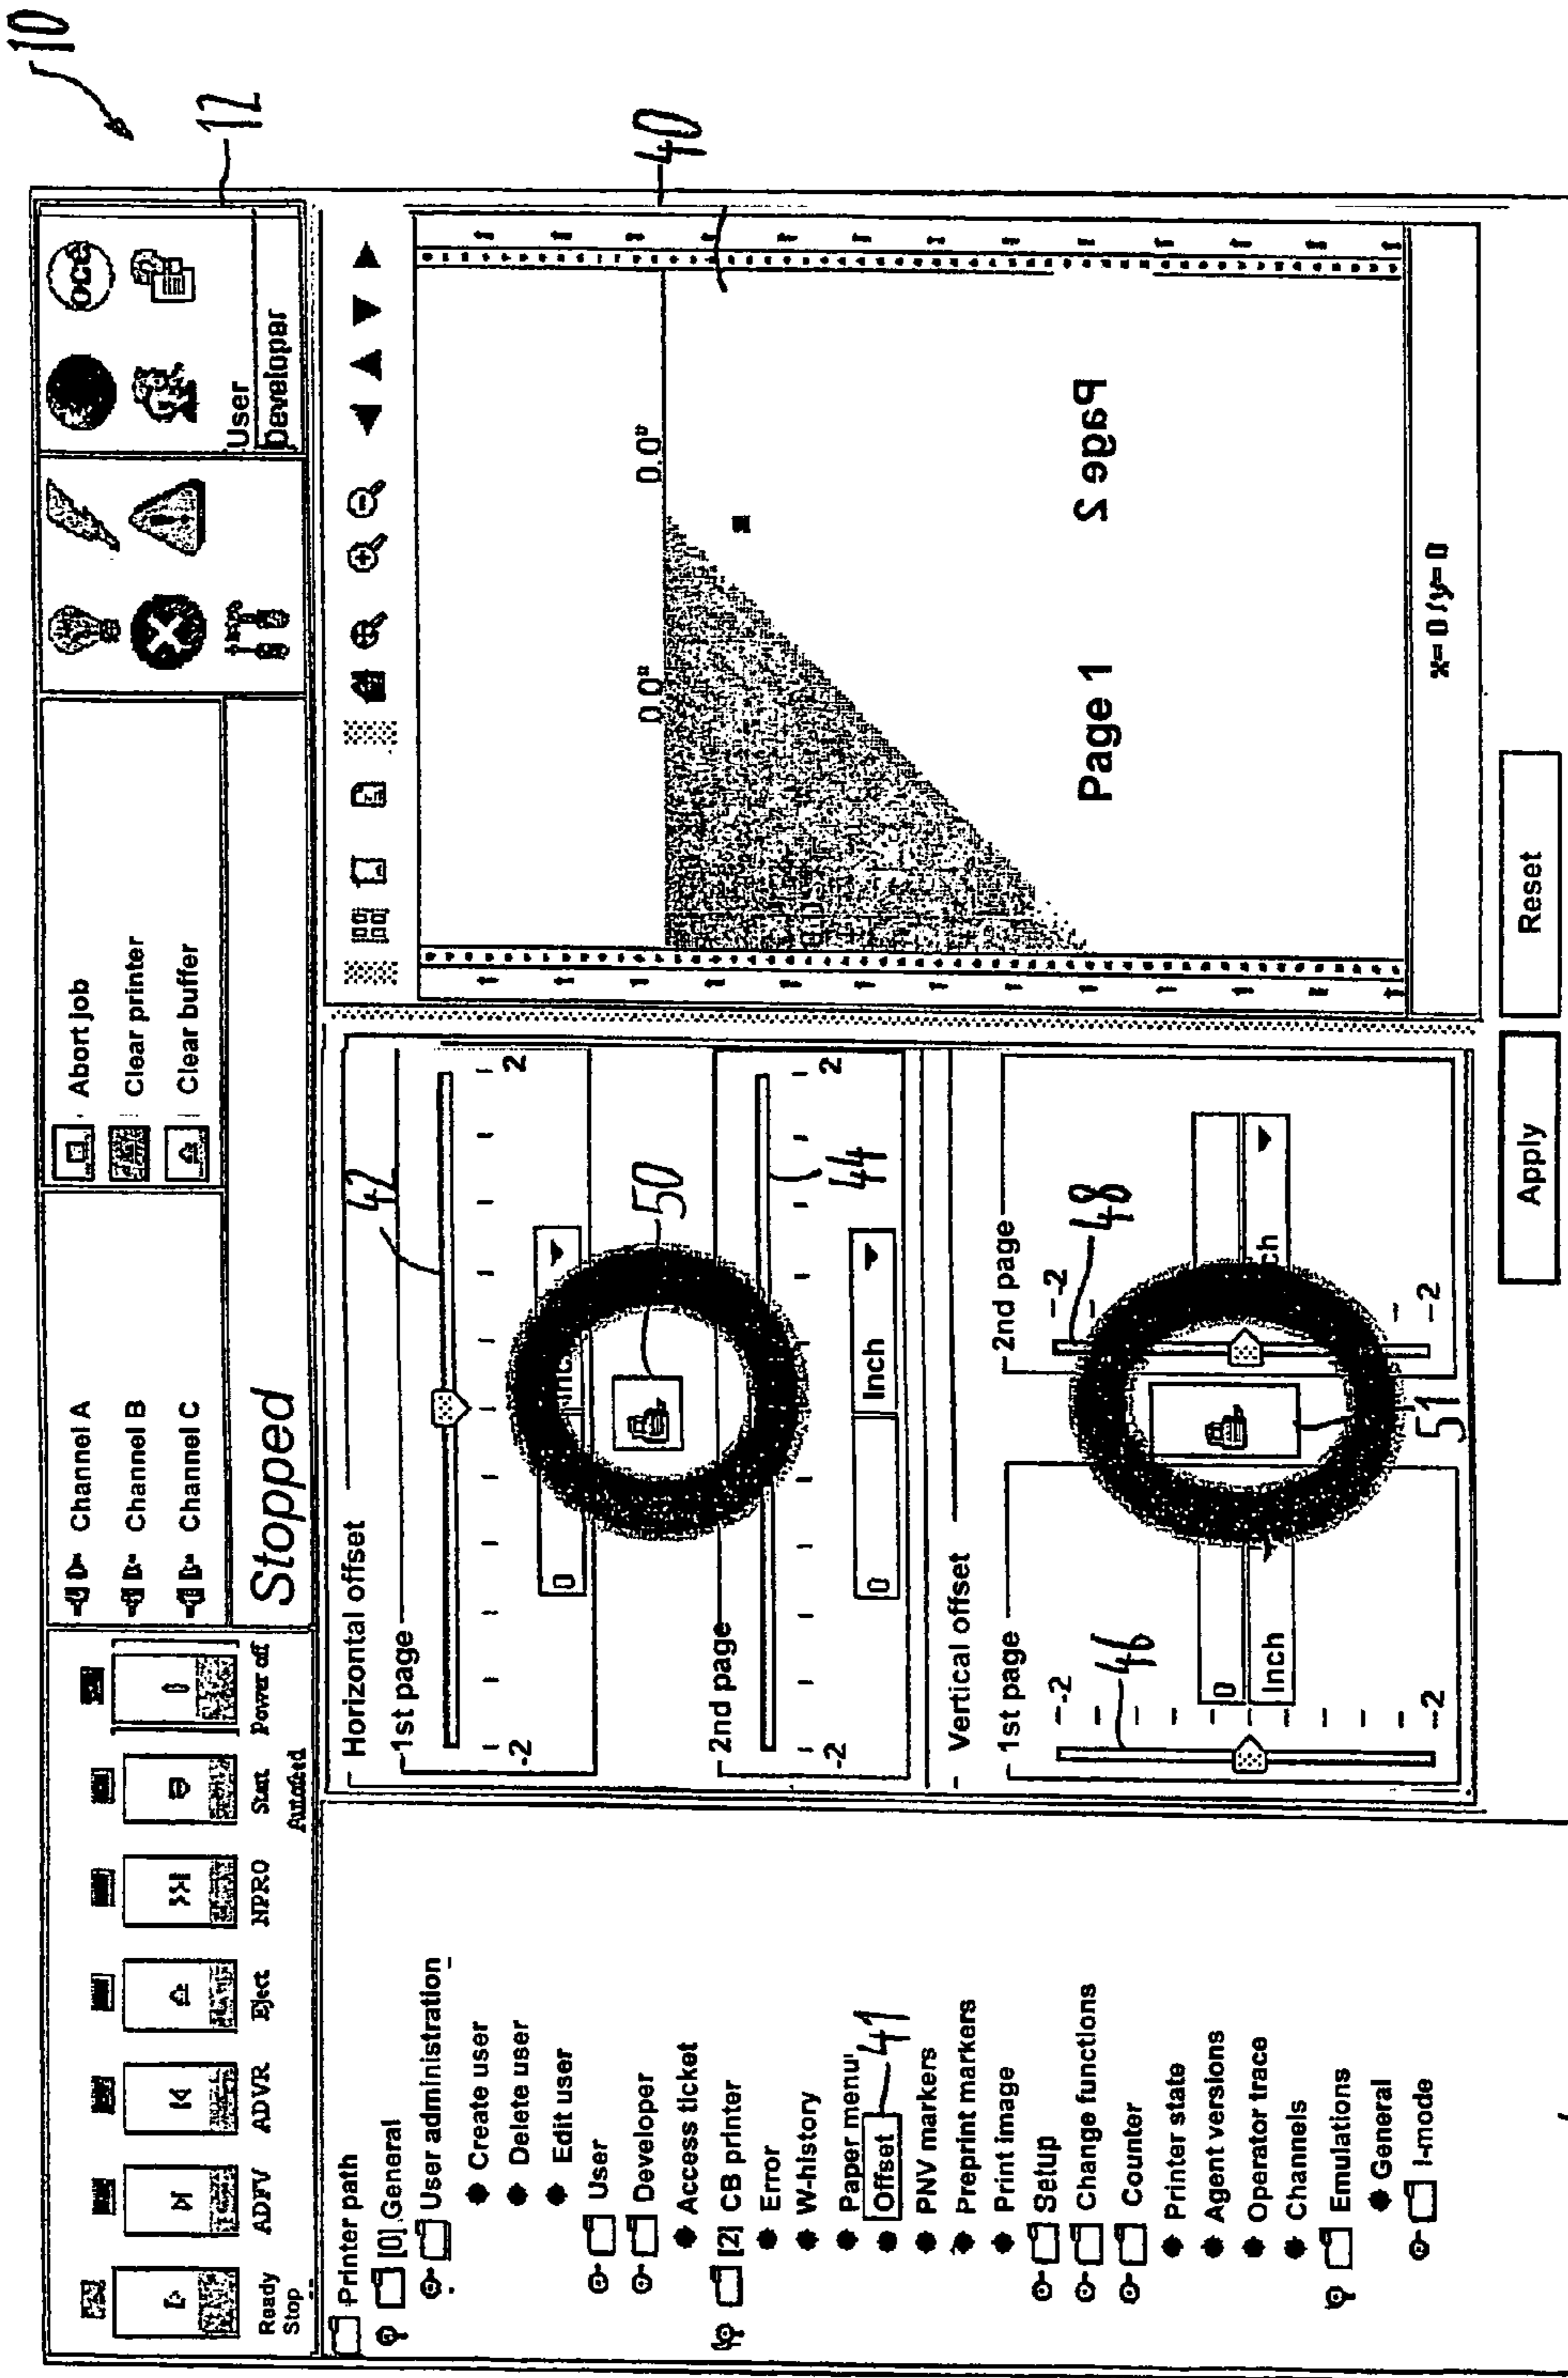 10
12
Channel A
Channel B
Channel C
Abort job
Clear printer
Clear buffer
oce
User
Developer
Ready
Stop
ADFV
ADVR
Eject
NPRO
Start
Autofeed
Power off
Stopped
Printer path
[0] General
User administration
Create user
Delete user
Edit user
User
Developer
Access ticket
[2] CB printer
Error
W-history
Paper menu
Offset
41
PNV markers
Preprint markers
Print image
Setup
Change functions
Counter
Printer state
Agent versions
Operator trace
Channels
Emulations
General
I-mode
Horizontal offset
1st page
42
-2
2
0
Inch
50
2nd page
-2
2
44
0
Inch
Vertical offset
1st page
-2
46
0
Inch
-2
2nd page
-2
48
ch
-2
51
40
0.0"
0.0"
Page 1
Page 2
x=0/y=0
Apply
Reset